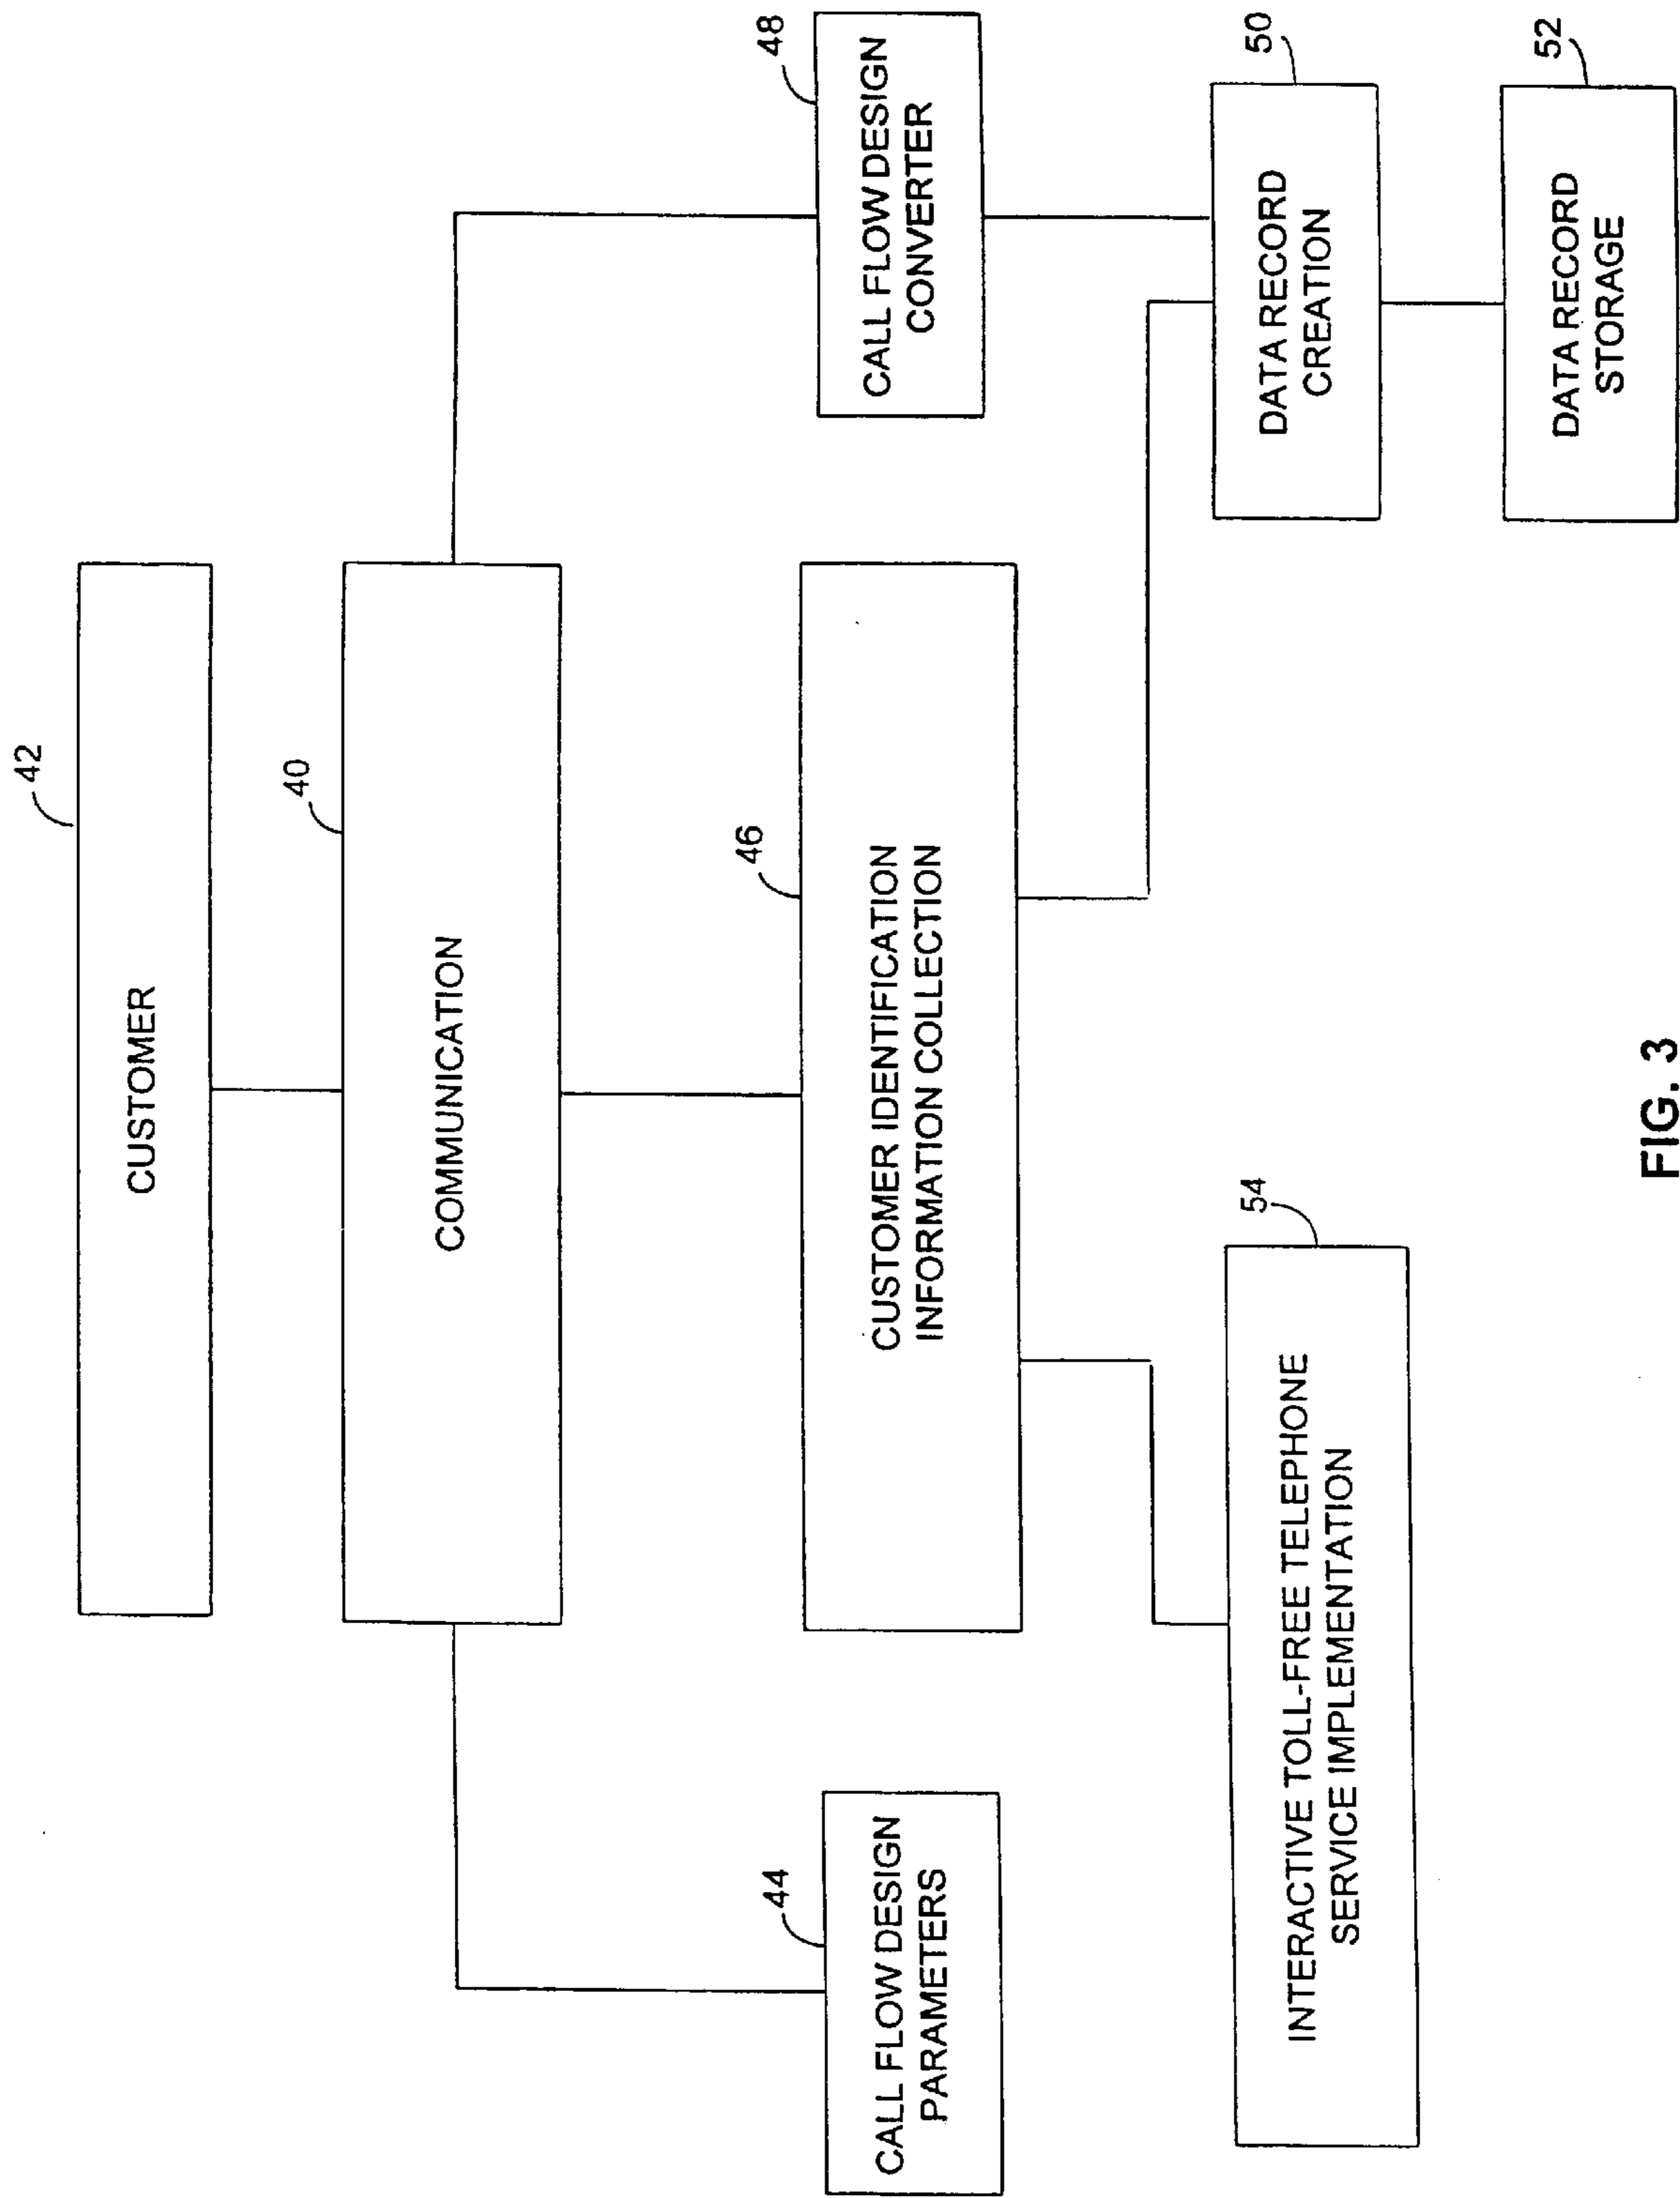 42
CUSTOMER
40
COMMUNICATION
44
CALL FLOW DESIGN
PARAMETERS
46
CUSTOMER IDENTIFICATION
INFORMATION COLLECTION
48
CALL FLOW DESIGN
CONVERTER
54
INTERACTIVE TOLL-FREE TELEPHONE
SERVICE IMPLEMENTATION
50
DATA RECORD
CREATION
52
DATA RECORD
STORAGE
FIG. 3